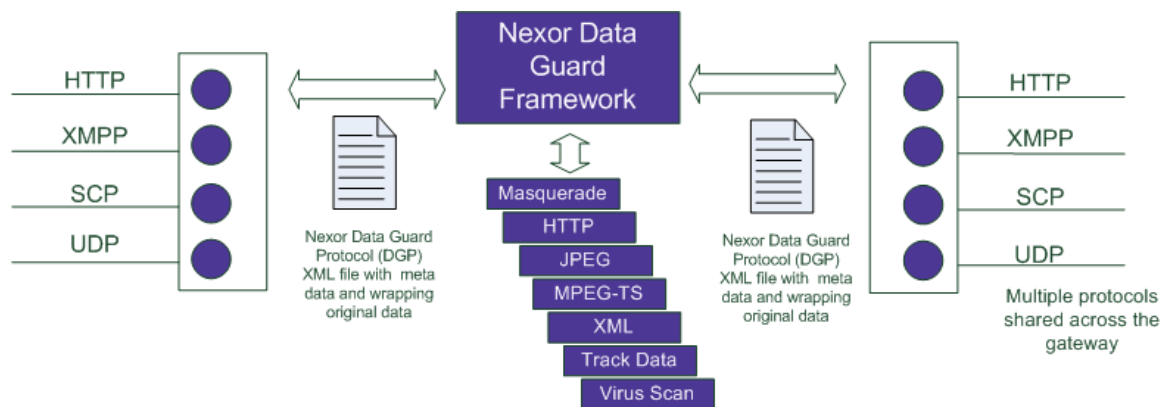 HTTP
XMPP
SCP
UDP
Nexor Data Guard
Protocol (DGP)
XML file with meta
data and wrapping
original data
Nexor Data
Guard
Framework
Masquerade
HTTP
JPEG
MPEG-TS
XML
Track Data
Virus Scan
Nexor Data Guard
Protocol (DGP)
XML file with meta
data and wrapping
original data
HTTP
XMPP
SCP
UDP
Multiple protocols
shared across the
gateway